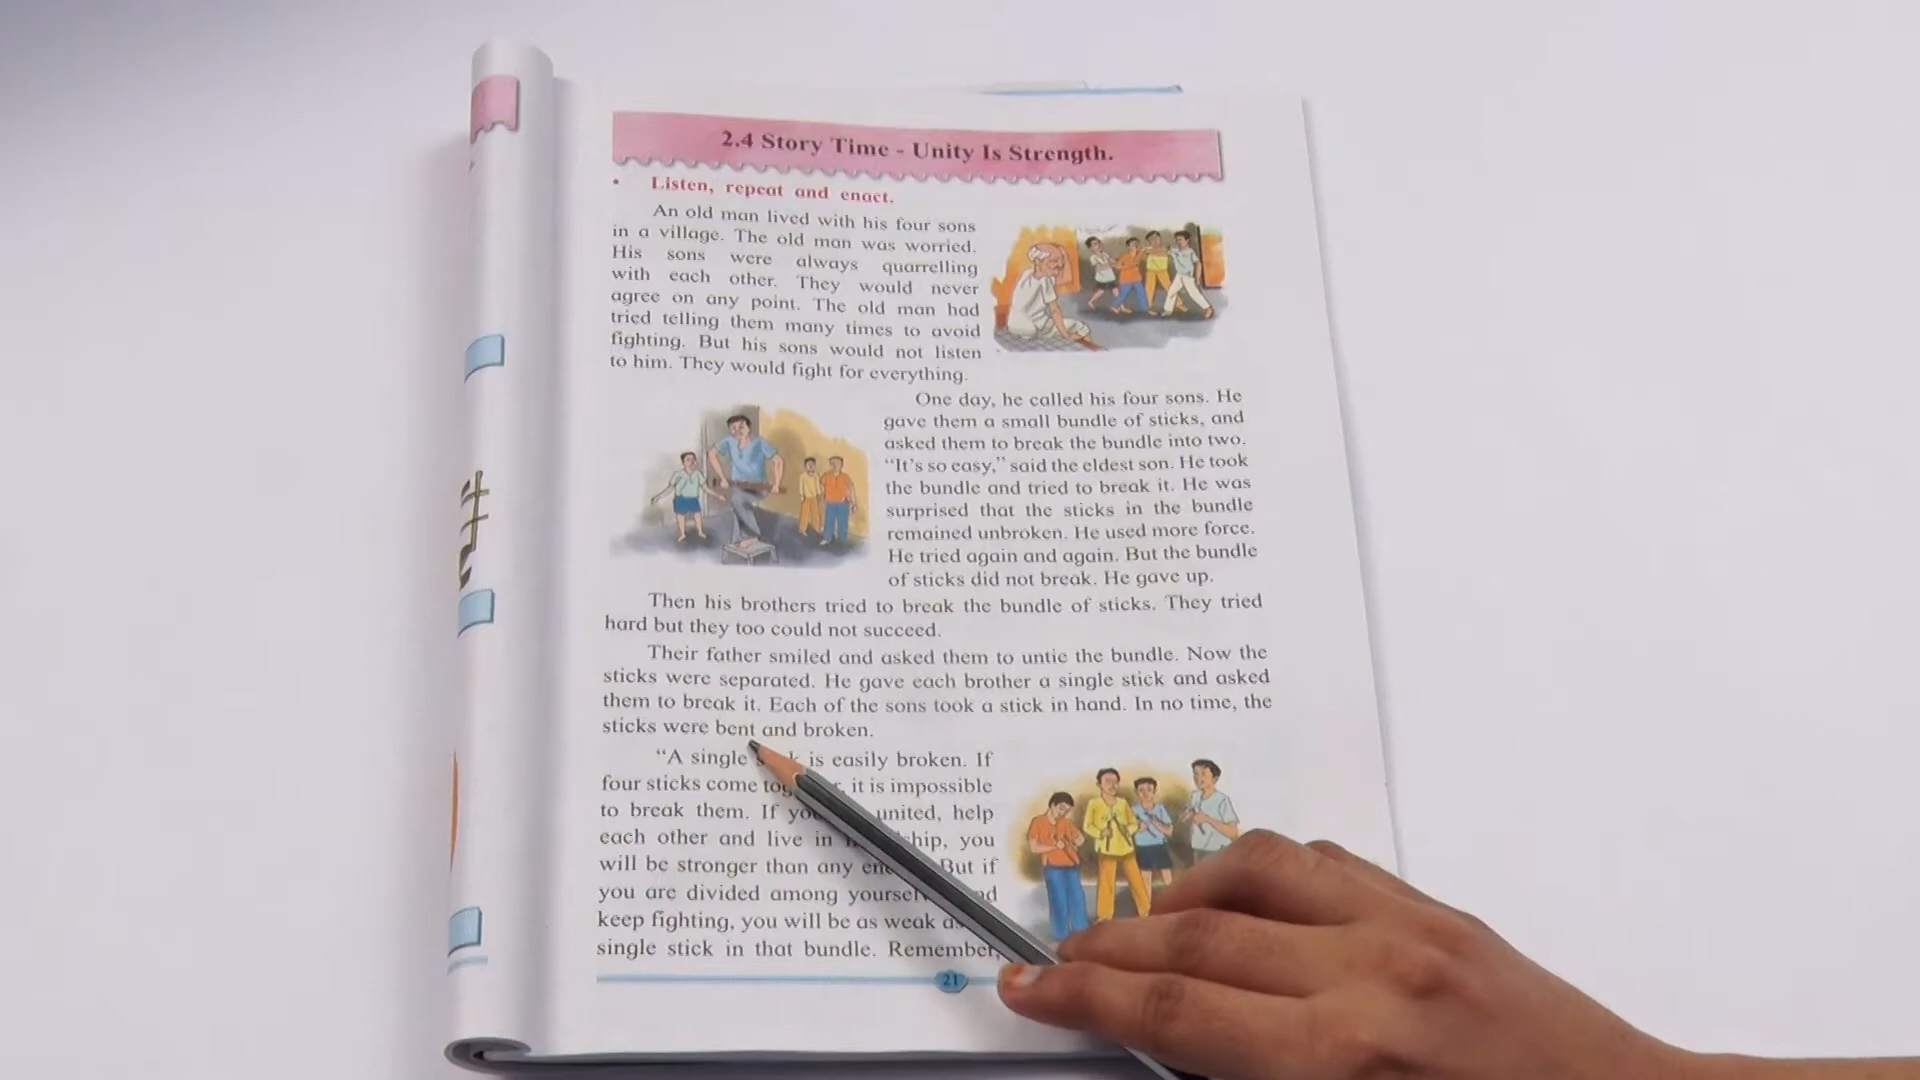 2.4 Story Time - Unity Is Strength.
• Listen, repeat and enact.
An old man lived with his four sons
in a village. The old man was worried.
His sons were always quarrelling
with each other. They would never
agree on any point. The old man had
tried telling them many times to avoid
fighting. But his sons would not listen
to him. They would fight for everything.
One day, he called his four sons. He
gave them a small bundle of sticks, and
asked them to break the bundle into two.
“It’s so easy,” said the eldest son. He took
the bundle and tried to break it. He was
surprised that the sticks in the bundle
remained unbroken. He used more force.
He tried again and again. But the bundle
of sticks did not break. He gave up.
Then his brothers tried to break the bundle of sticks. They tried
hard but they too could not succeed.
Their father smiled and asked them to untie the bundle. Now the
sticks were separated. He gave each brother a single stick and asked
them to break it. Each of the sons took a stick in hand. In no time, the
sticks were bent and broken.
“A single is easily broken. If
four sticks come it is impossible
to break them. If united, help
each other and live in you
will be stronger than any But if
you are divided among
keep fighting, you will be as weak
single stick in that bundle. Remember,
21